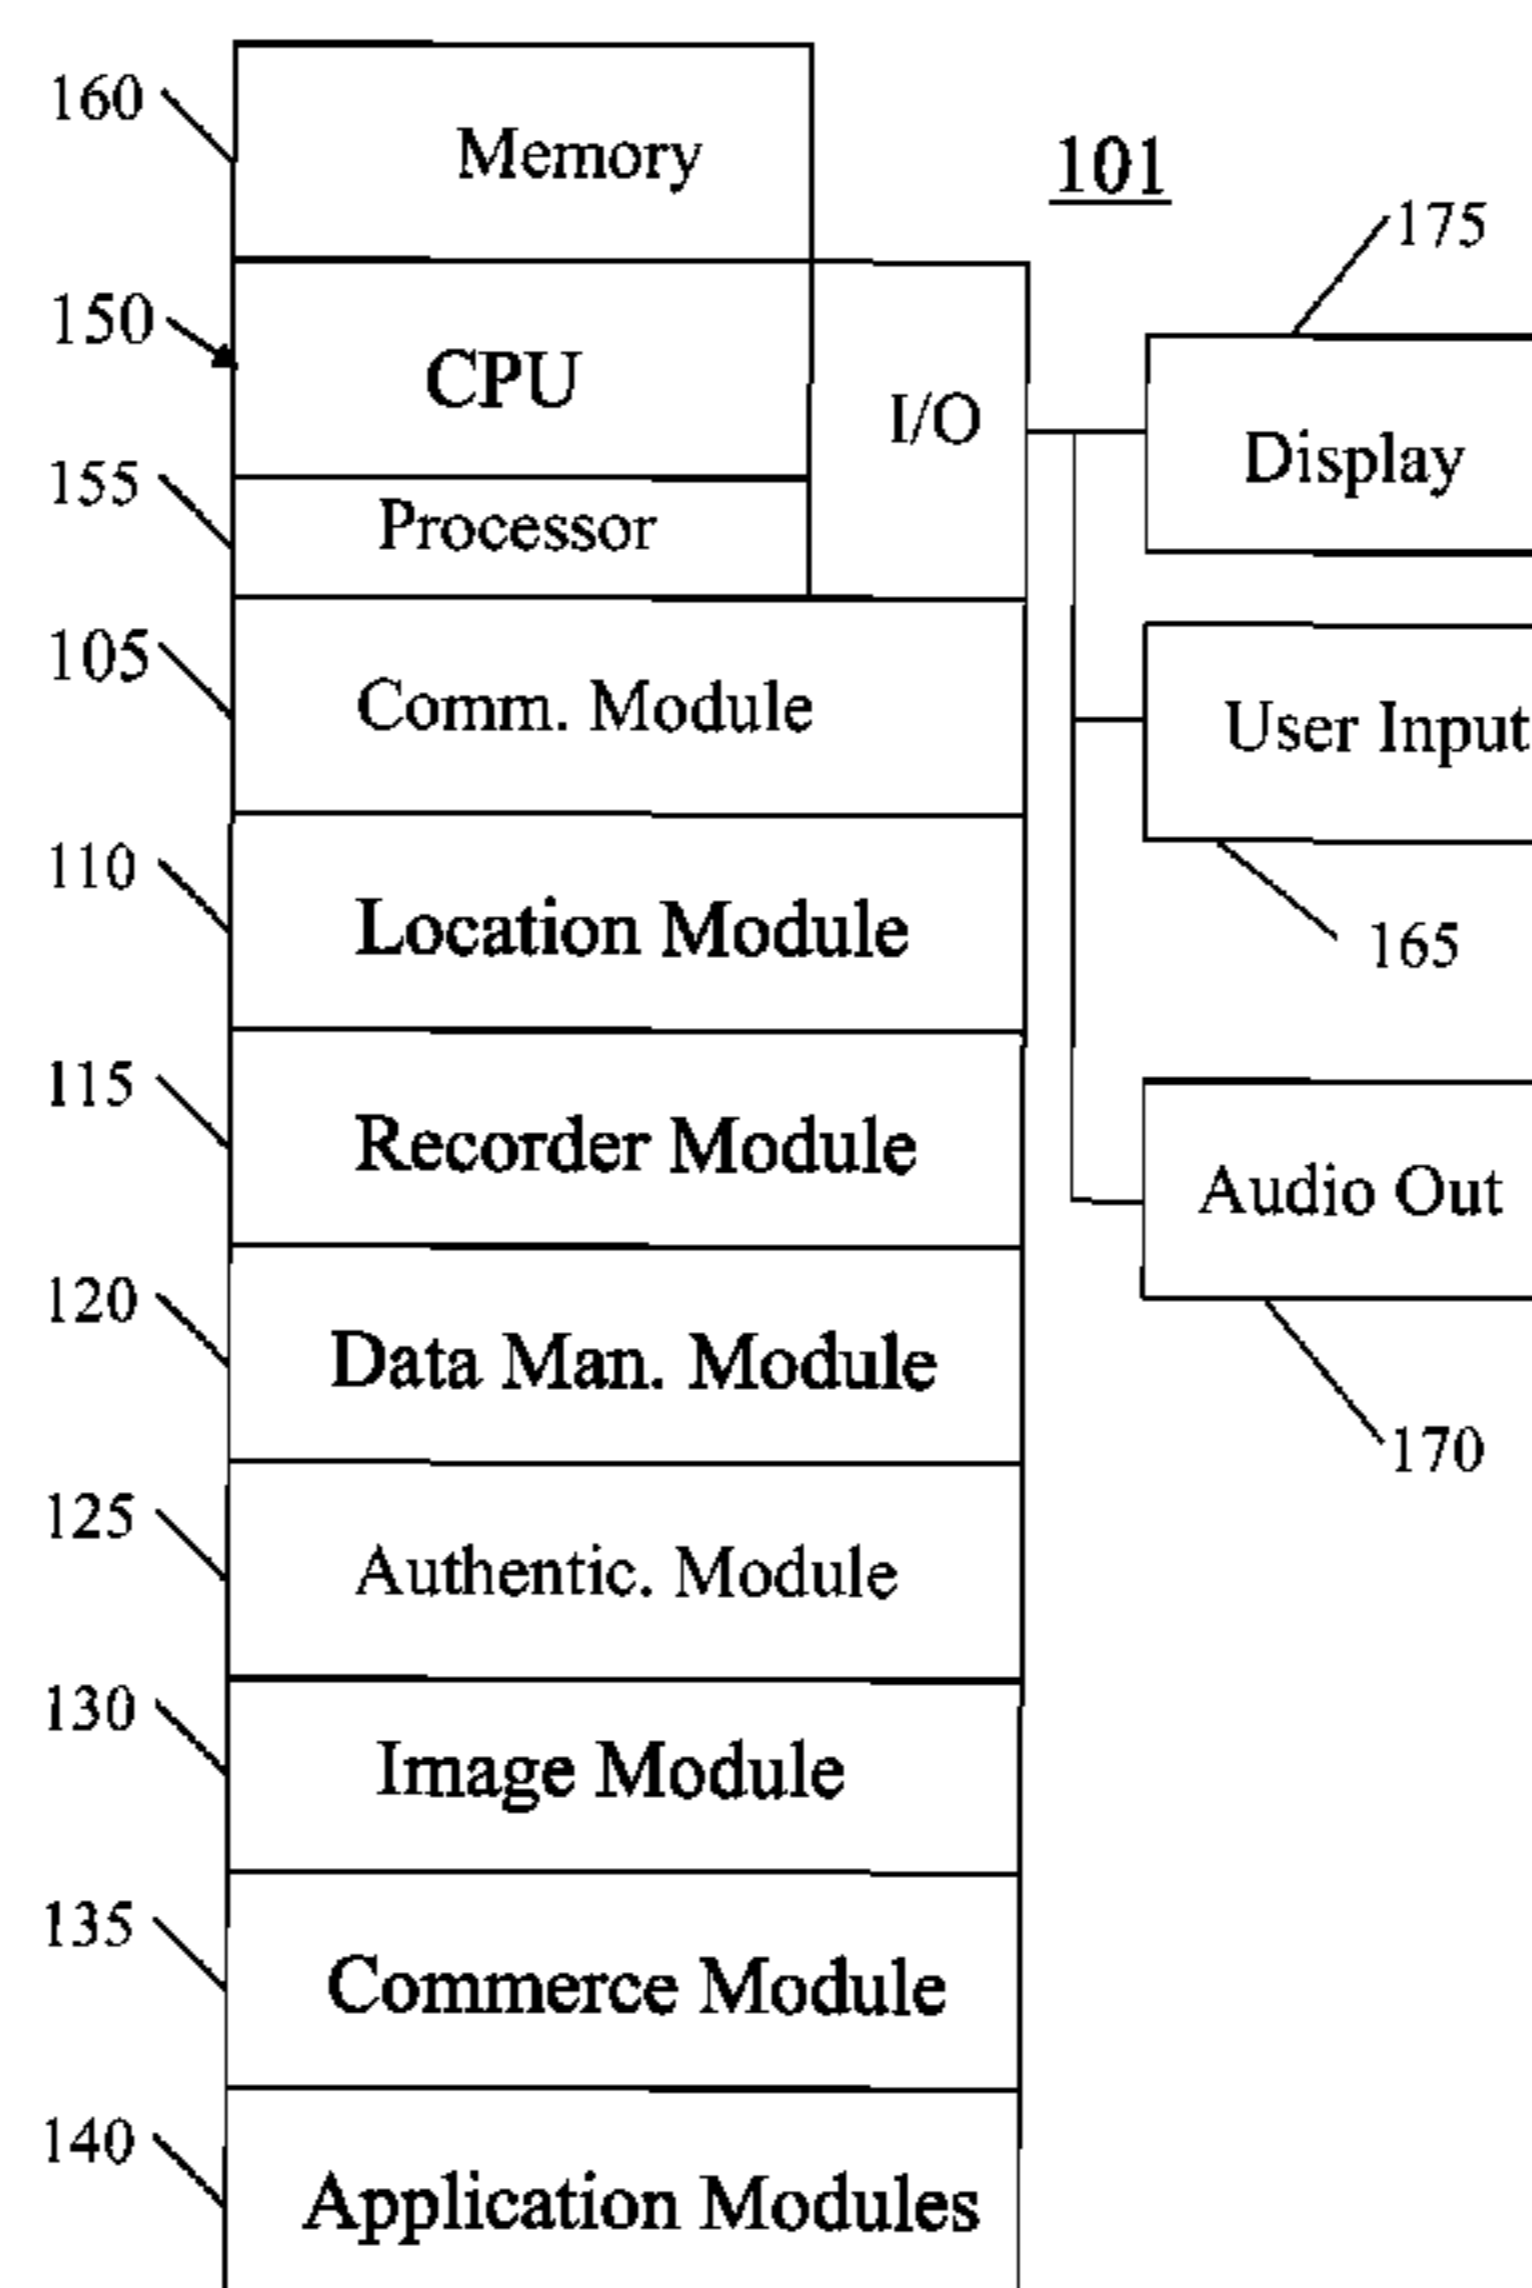 160
Memory
101
175
150
CPU
I/O
Display
155
Processor
105
Comm. Module
User Input
110
Location Module
165
115
Recorder Module
Audio Out
120
Data Man. Module
170
125
Authentic. Module
130
Image Module
135
Commerce Module
140
Application Modules